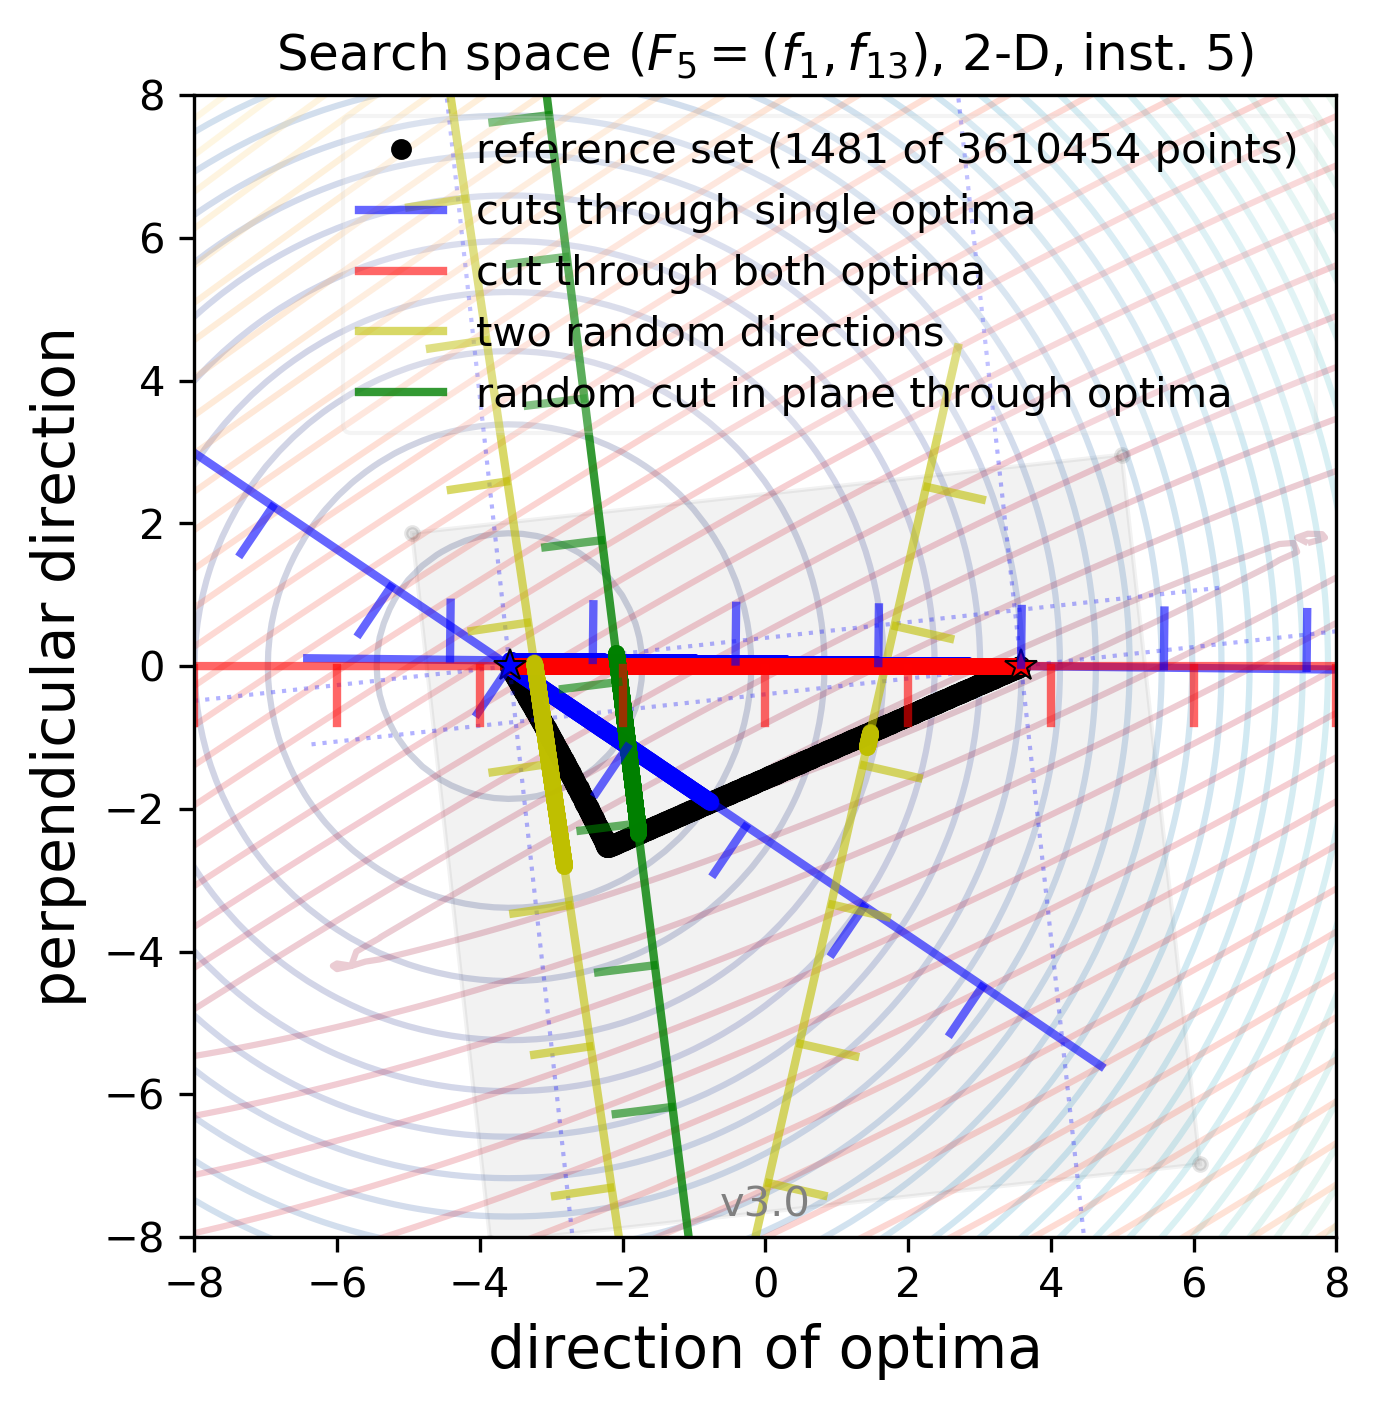 Search space (F₅ = (f₁, f₁₃), 2-D, inst. 5)
reference set (1481 of 3610454 points)
cuts through single optima
cut through both optima
two random directions
random cut in plane through optima
perpendicular direction
8
6
4
2
0
−2
−4
−6
−8
v3.0
−8 −6 −4 −2 0 2 4 6 8
direction of optima